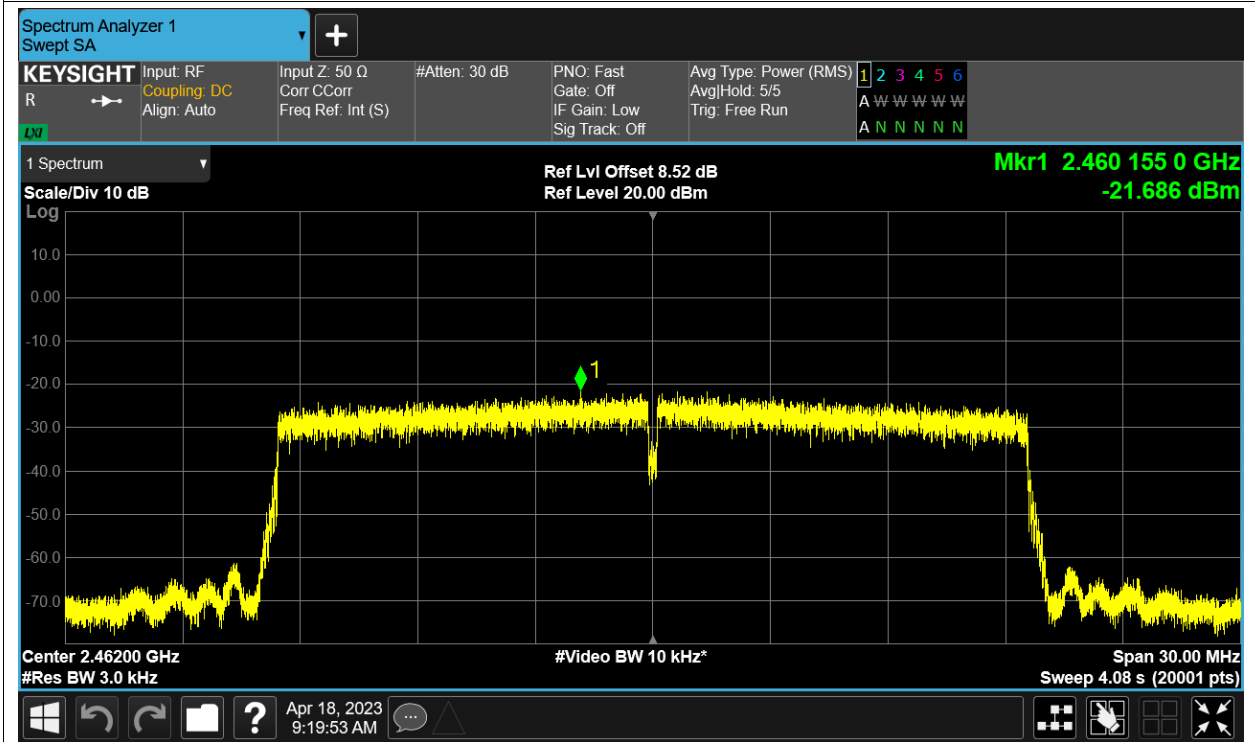 Spectrum Analyzer 1
Swept SA
+
KEYSIGHT
R
LXI
Input: RF
Coupling: DC
Align: Auto
Input Z: 50 Ω
Corr CCorr
Freq Ref: Int (S)
#Atten: 30 dB
PNO: Fast
Gate: Off
IF Gain: Low
Sig Track: Off
Avg Type: Power (RMS)
Avg|Hold: 5/5
Trig: Free Run
1 2 3 4 5 6
A W W W W W
A N N N N N
1 Spectrum
Scale/Div 10 dB
Log
Ref Lvl Offset 8.52 dB
Ref Level 20.00 dBm
Mkr1 2.460 155 0 GHz
-21.686 dBm
10.0
0.00
-10.0
-20.0
-30.0
-40.0
-50.0
-60.0
-70.0
1
Center 2.46200 GHz
#Res BW 3.0 kHz
#Video BW 10 kHz*
Span 30.00 MHz
Sweep 4.08 s (20001 pts)
?
Apr 18, 2023
9:19:53 AM